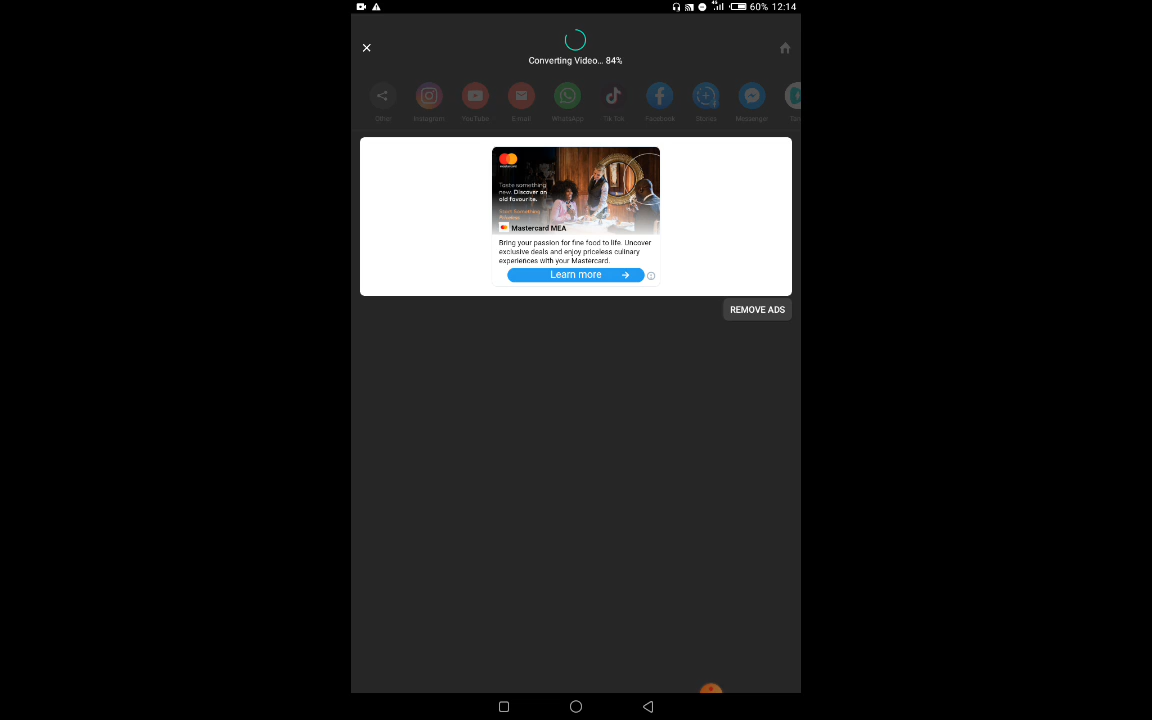 60% 12:14
Converting Video... 84%
Other Instagram YouTube E-mail WhatsApp Tik Tok Facebook Stories Messenger
mastercard
Taste something
new. Discover an
old favourite.
Mastercard MEA
Bring your passion for fine food to life. Uncover
exclusive deals and enjoy priceless culinary
experiences with your Mastercard.
Learn more
REMOVE ADS